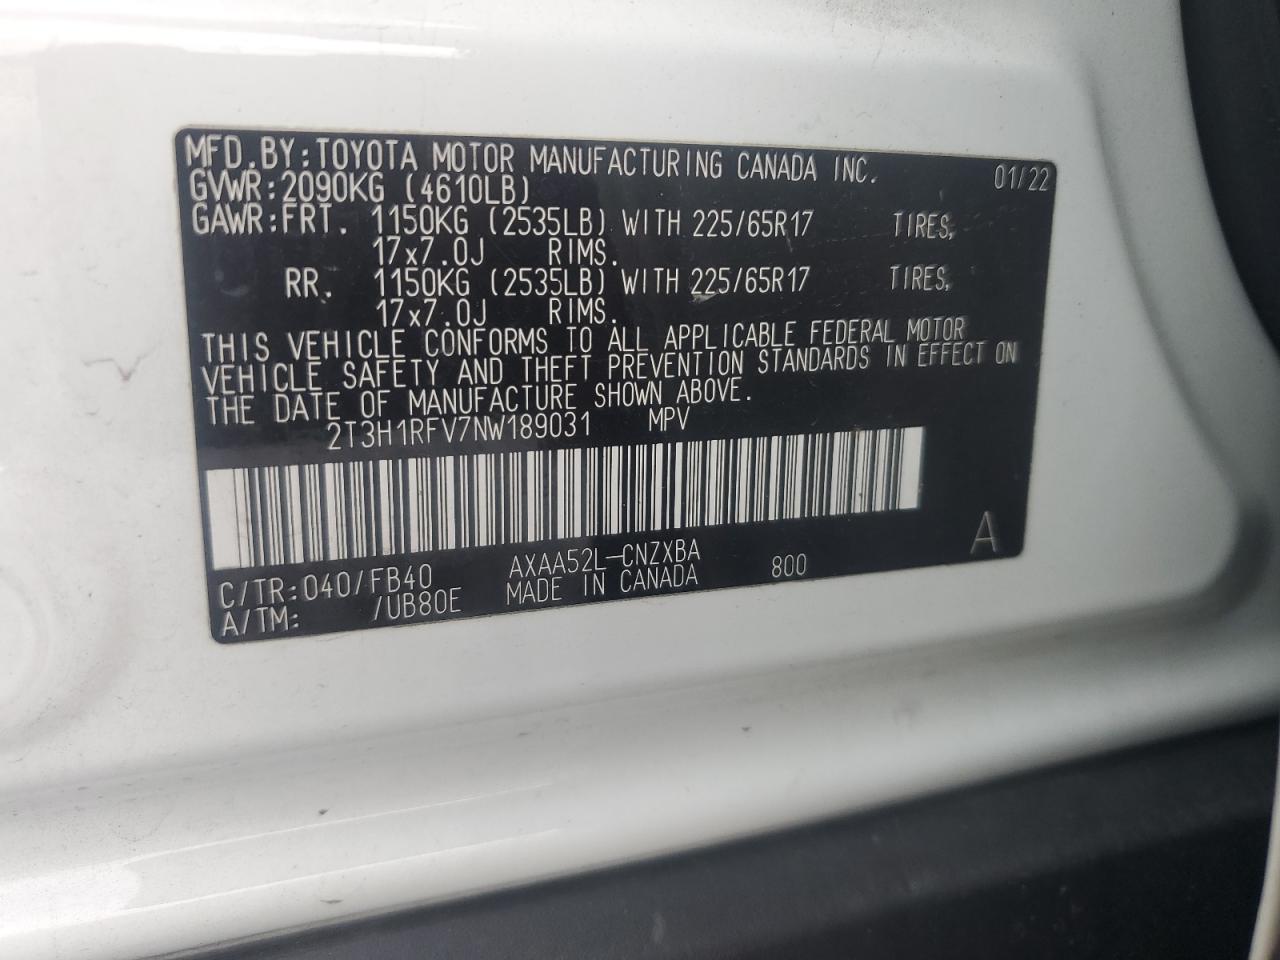 MFD.BY:TOYOTA MOTOR MANUFACTURING CANADA INC. 01/22
GVWR:2090KG (4610LB)
GAWR:FRT. 1150KG (2535LB) WITH 225/65R17 TIRES,
17x7.0J RIMS.
RR. 1150KG (2535LB) WITH 225/65R17 TIRES,
17x7.0J RIMS.
THIS VEHICLE CONFORMS TO ALL APPLICABLE FEDERAL MOTOR
VEHICLE SAFETY AND THEFT PREVENTION STANDARDS IN EFFECT ON
THE DATE OF MANUFACTURE SHOWN ABOVE.
2T3H1RFV7NW189031 MPV
C/TR:040/FB40 AXAA52L-CNZXBA 800 A
A/TM: /UB80E MADE IN CANADA